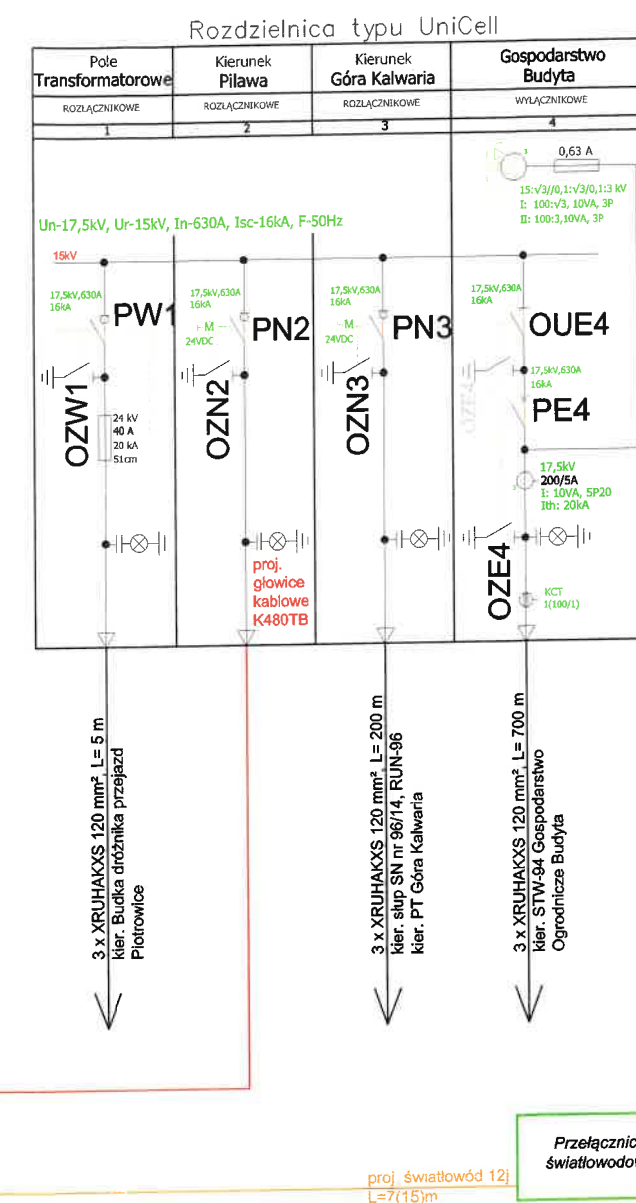 Rozdzielnica typu UniCell
Pole
Transformatorowe
Kierunek
Pilawa
Kierunek
Góra Kalwaria
Gospodarstwo
Budyta
ROZŁĄCZNIKOWE
ROZŁĄCZNIKOWE
ROZŁĄCZNIKOWE
WYŁĄCZNIKOWE
1
2
3
4
0,63 A
15:√3//0,1:√3/0,1:3 kV
I: 100:√3, 10VA, 3P
II: 100:3,10VA, 3P
Un-17,5kV, Ur-15kV, In-630A, Isc-16kA, F-50Hz
15kV
17,5kV,630A
16kA
PW1
17,5kV,630A
16kA
M
24VDC
PN2
17,5kV,630A
16kA
M
24VDC
PN3
17,5kV,630A
16kA
OUE4
OZW1
OZN2
OZN3
OZE4
17,5kV,630A
16kA
PE4
24 kV
40 A
20 kA
51cm
17,5kV
200/5A
I: 10VA, 5P20
Ith: 20kA
OZE4
KCT
1(100/1)
proj.
głowice
kablowe
K480TB
3 x XRUHAKXS 120 mm², L= 5 m
kier. Budka dróżnika przejazd
Piotrowice
3 x XRUHAKXS 120 mm², L= 200 m
kier. słup SN nr 96/14, RUN-96
kier. PT Góra Kalwaria
3 x XRUHAKXS 120 mm², L= 700 m
kier. STW-94 Gospodarstwo
Ogrodnicze Budyta
Przełącznic
światłowodow
proj. światłowód 12j
L=7(15)m